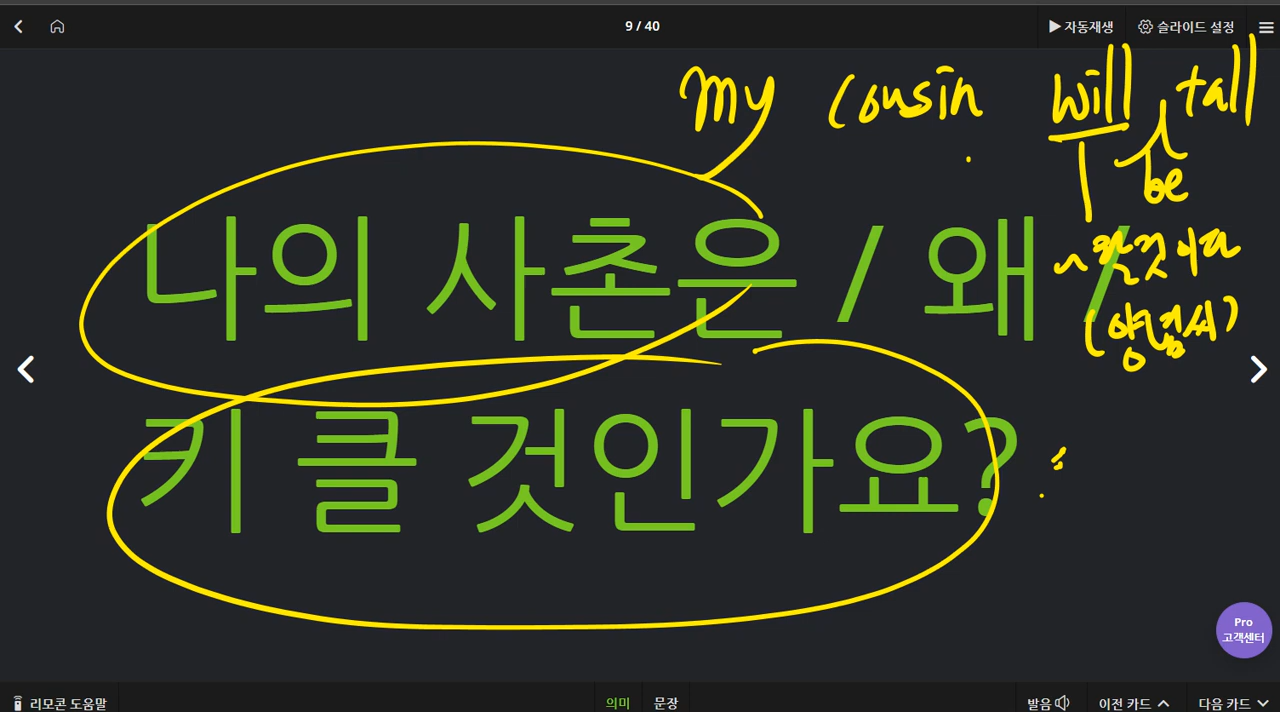 9 / 40
자동재생
슬라이드 설정
My cousin will tall
be
~할것이다
(양념씨)
나의 사촌은 / 왜 /
키 클 것인가요?
Pro
고객센터
리모콘 도움말
의미
문장
발음
이전 카드
다음 카드